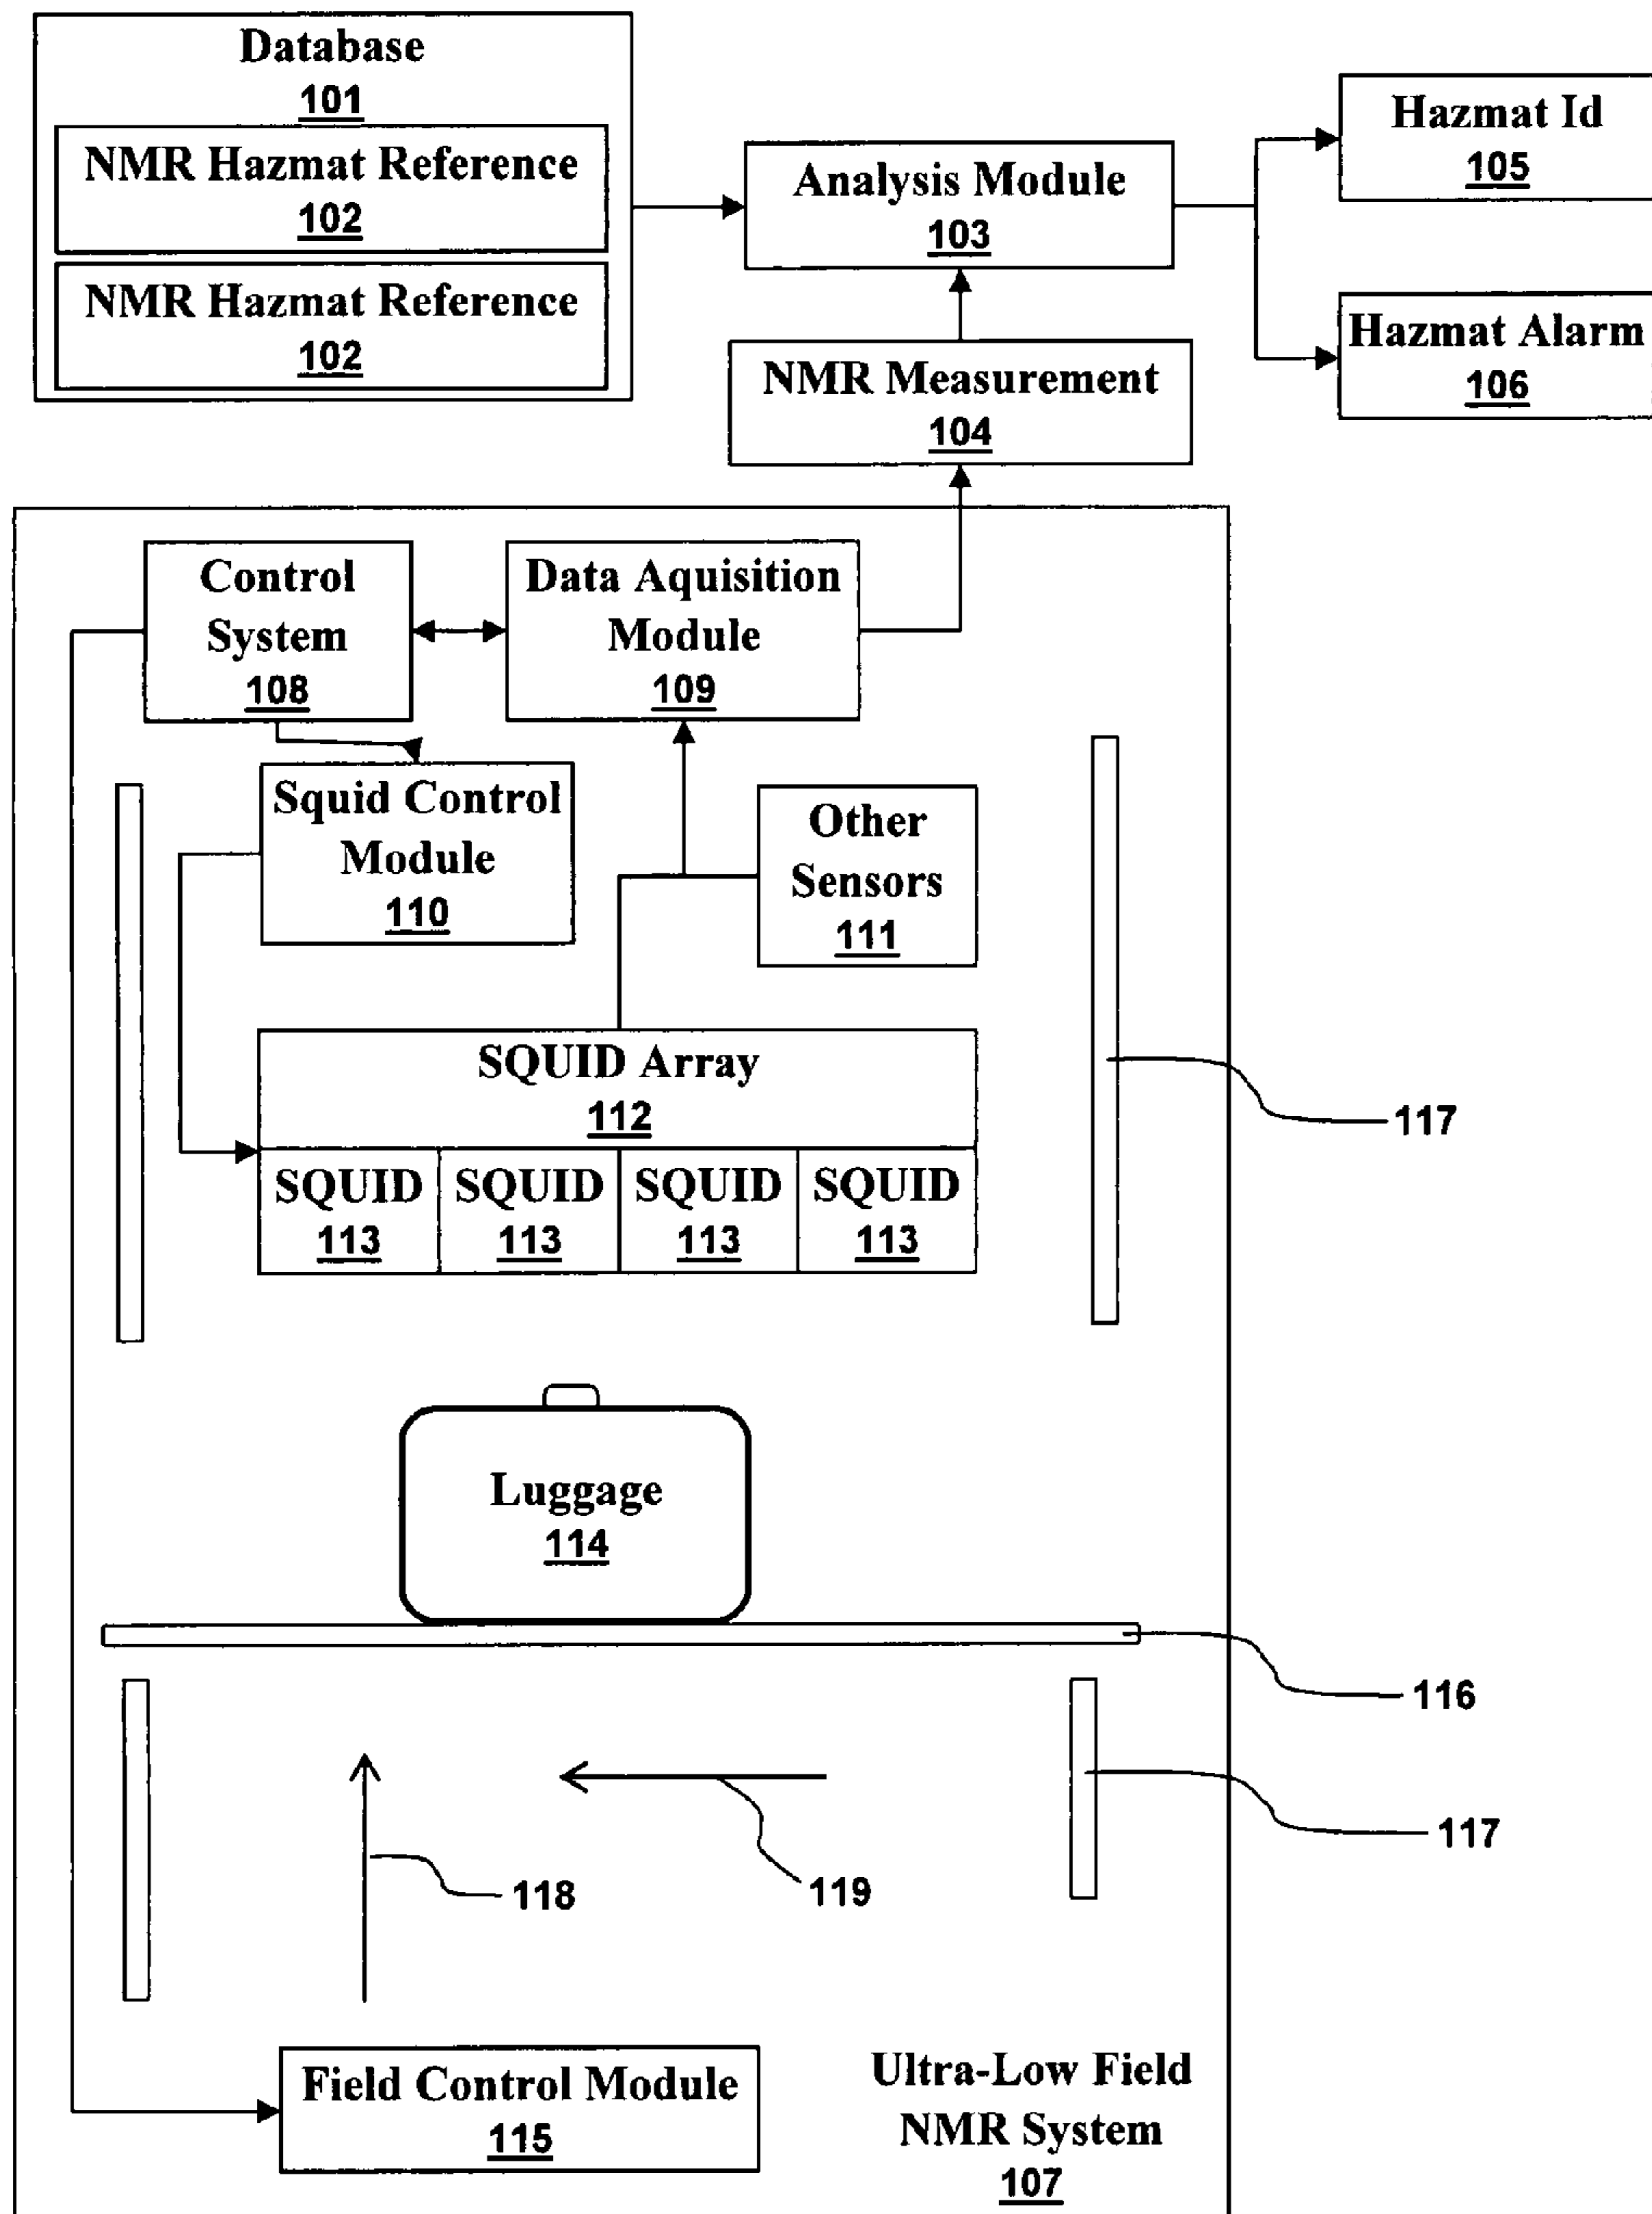 Database
101
NMR Hazmat Reference
102
NMR Hazmat Reference
102
Analysis Module
103
Hazmat Id
105
Hazmat Alarm
106
NMR Measurement
104
Control
System
108
Data Aquisition
Module
109
Squid Control
Module
110
Other
Sensors
111
SQUID Array
112
SQUID
113
SQUID
113
SQUID
113
SQUID
113
117
Luggage
114
116
117
118
119
Field Control Module
115
Ultra-Low Field
NMR System
107